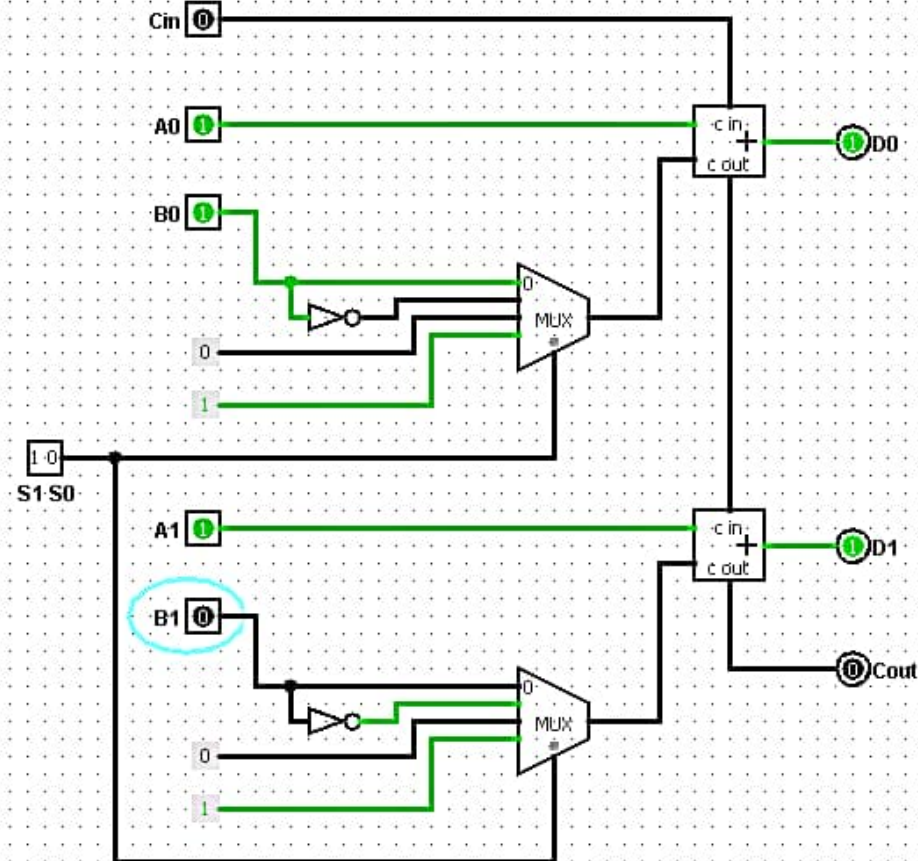 Cin 0
A0 1
c in
+
c out
1 D0
B0 1
0
MUX
0
1
1 0
S1 S0
A1 1
c in
+
c out
1 D1
B1 0
0 Cout
0
MUX
0
1